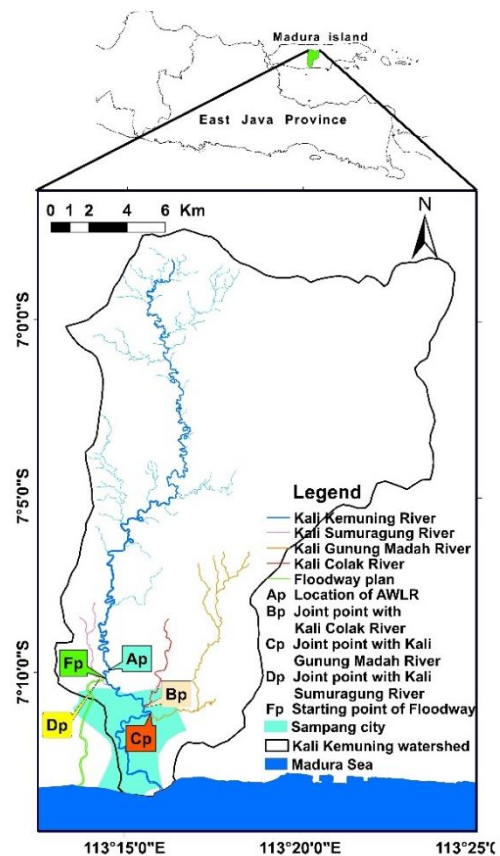 Madura island
East Java Province
0 1 2 4 6 Km
N
7°0'0"S
7°5'0"S
7°10'0"S
Legend
Kali Kemuning River
Kali Sumuragung River
Kali Gunung Madah River
Kali Colak River
Floodway plan
Ap Location of AWLR
Bp Joint point with
Kali Colak River
Cp Joint point with Kali
Gunung Madah River
Dp Joint point with Kali
Sumuragung River
Fp Starting point of Floodway
Sampang city
Kali Kemuning watershed
Madura Sea
Fp
Ap
Bp
Dp
Cp
113°15'0"E
113°20'0"E
113°25'0